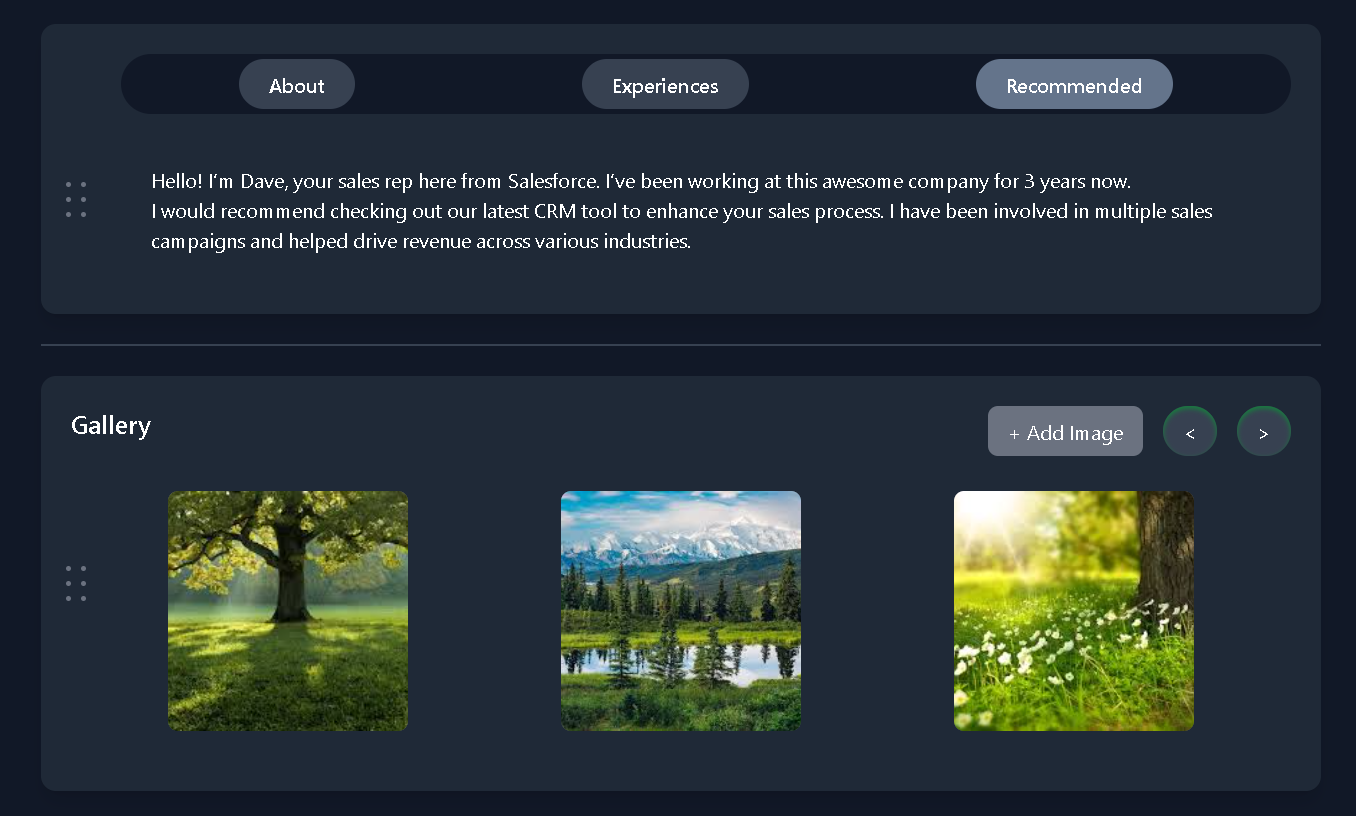 About
Experiences
Recommended
Hello! I’m Dave, your sales rep here from Salesforce. I’ve been working at this awesome company for 3 years now.
I would recommend checking out our latest CRM tool to enhance your sales process. I have been involved in multiple sales
campaigns and helped drive revenue across various industries.
Gallery
+ Add Image
<
>